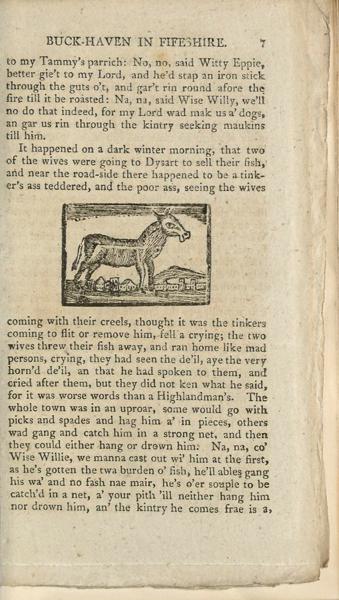 BUCK-HAVEN IN FIFESHIRE. 7
to my Tammy's parrich: No, no, said Witty Eppie,
better gie't to my Lord, and he'd stap an iron stick
through the guts o't, and gar't rin round afore the
fire till it be roasted: Na, na, said Wise Willy, we'll
no do that indeed, for my Lord wad mak us a' dogs,
an gar us rin through the kintry seeking maukins
till him.
It happened on a dark winter morning, that two
of the wives were going to Dysart to sell their fish,
and near the road-side there happened to be a tink-
er's ass teddered, and the poor ass, seeing the wives
coming with their creels, thought it was the tinkers
coming to flit or remove him, fell a crying; the two
wives threw their fish away, and ran home like mad
persons, crying, they had seen the de'il, aye the very
horn'd de'il, an that he had spoken to them, and
cried after them, but they did not ken what he said,
for it was worse words than a Highlandman's. The
whole town was in an uproar, some would go with
picks and spades and hag him a' in pieces, others
wad gang and catch him in a strong net, and then
they could either hang or drown him: Na, na, co'
Wise Willie, we manna cast out wi' him at the first,
as he's gotten the twa burden o' fish, he'll ables gang
his wa' and no fash nae mair, he's o'er souple to be
catch'd in a net, a' your pith 'ill neither hang him
nor drown him, an' the kintry he comes frae is a,